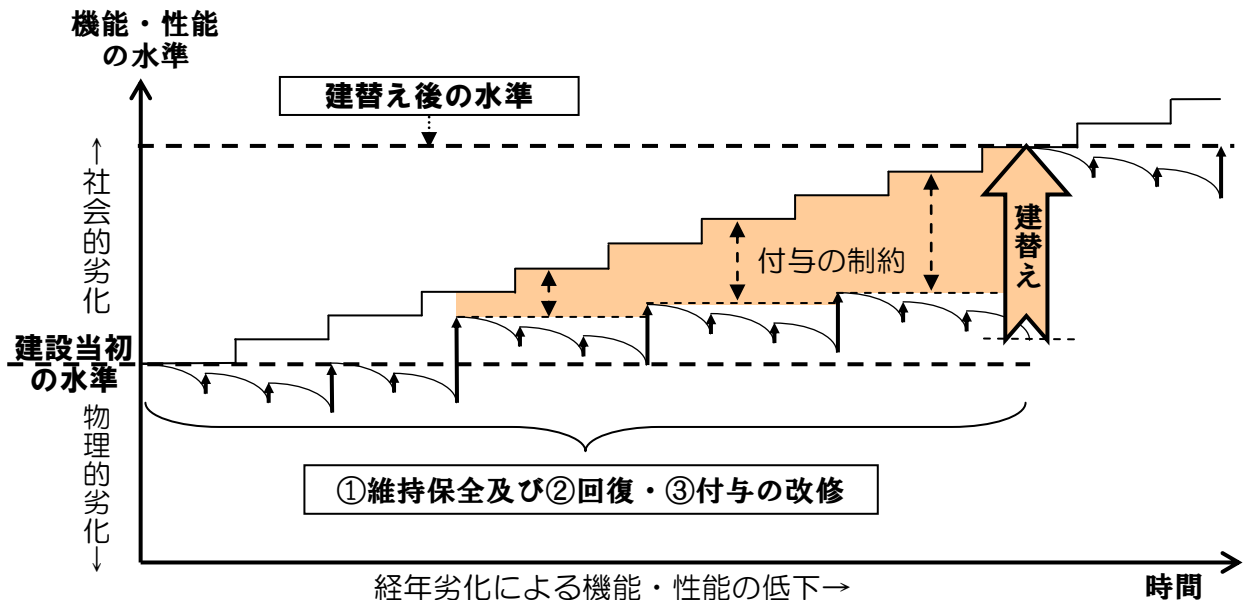 機能・性能
の水準
建替え後の水準
←社会的劣化
付与の制約
建替え
建設当初
の水準
物理的劣化→
①維持保全及び②回復・③付与の改修
経年劣化による機能・性能の低下→
時間